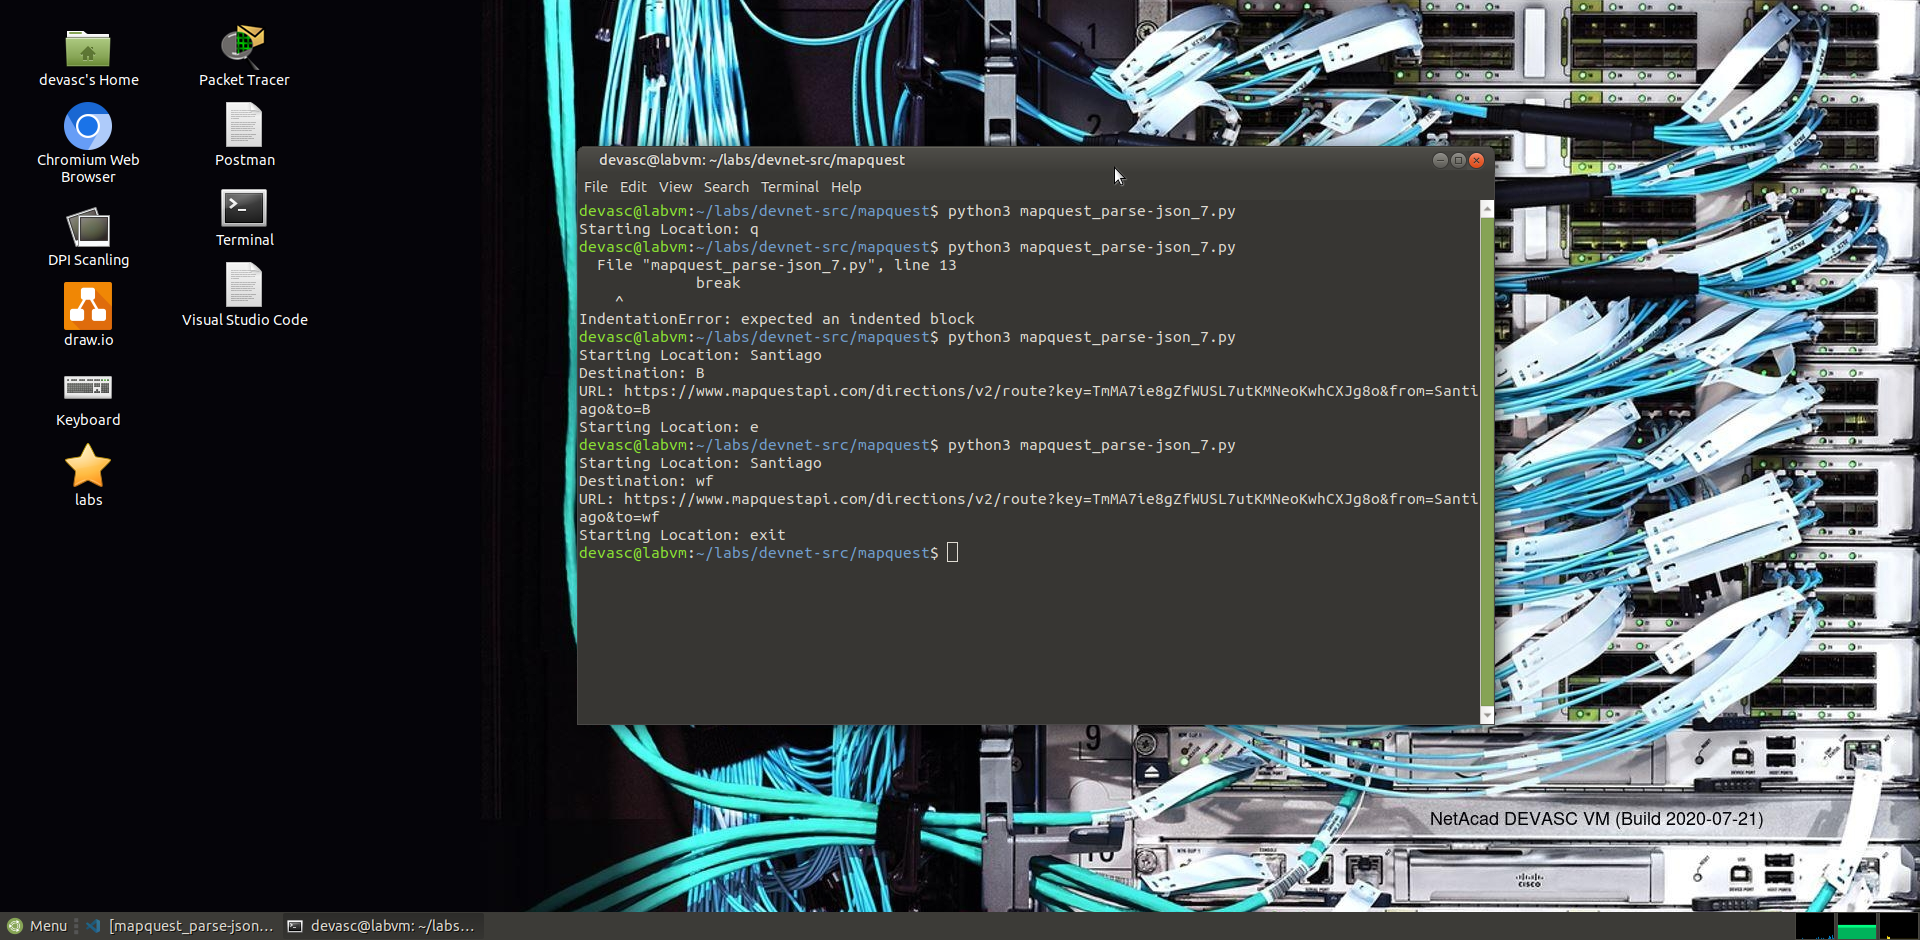 devasc's Home
Packet Tracer
Chromium Web
Browser
Postman
DPI Scanling
Terminal
draw.io
Visual Studio Code
Keyboard
labs
devasc@labvm: ~/labs/devnet-src/mapquest
File Edit View Search Terminal Help
devasc@labvm:~/labs/devnet-src/mapquest$ python3 mapquest_parse-json_7.py
Starting Location: q
devasc@labvm:~/labs/devnet-src/mapquest$ python3 mapquest_parse-json_7.py
File "mapquest_parse-json_7.py", line 13
break
^
IndentationError: expected an indented block
devasc@labvm:~/labs/devnet-src/mapquest$ python3 mapquest_parse-json_7.py
Starting Location: Santiago
Destination: B
URL: https://www.mapquestapi.com/directions/v2/route?key=TmMA7ie8gZfWUSL7utKMNeoKwhCXJg8o&from=Santi
ago&to=B
Starting Location: e
devasc@labvm:~/labs/devnet-src/mapquest$ python3 mapquest_parse-json_7.py
Starting Location: Santiago
Destination: wf
URL: https://www.mapquestapi.com/directions/v2/route?key=TmMA7ie8gZfWUSL7utKMNeoKwhCXJg8o&from=Santi
ago&to=wf
Starting Location: exit
devasc@labvm:~/labs/devnet-src/mapquest$
1
2
9
10
NetAcad DEVASC VM (Build 2020-07-21)
CISCO
Menu
[mapquest_parse-json...
devasc@labvm: ~/labs...